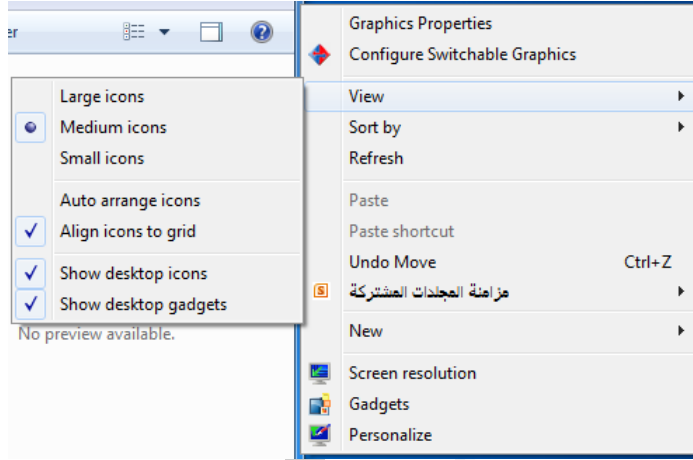 er
Large icons
Medium icons
Small icons
Auto arrange icons
Align icons to grid
Show desktop icons
Show desktop gadgets
No preview available.
Graphics Properties
Configure Switchable Graphics
View
Sort by
Refresh
Paste
Paste shortcut
Undo Move Ctrl+Z
مزامنة المجلدات المشتركة
New
Screen resolution
Gadgets
Personalize